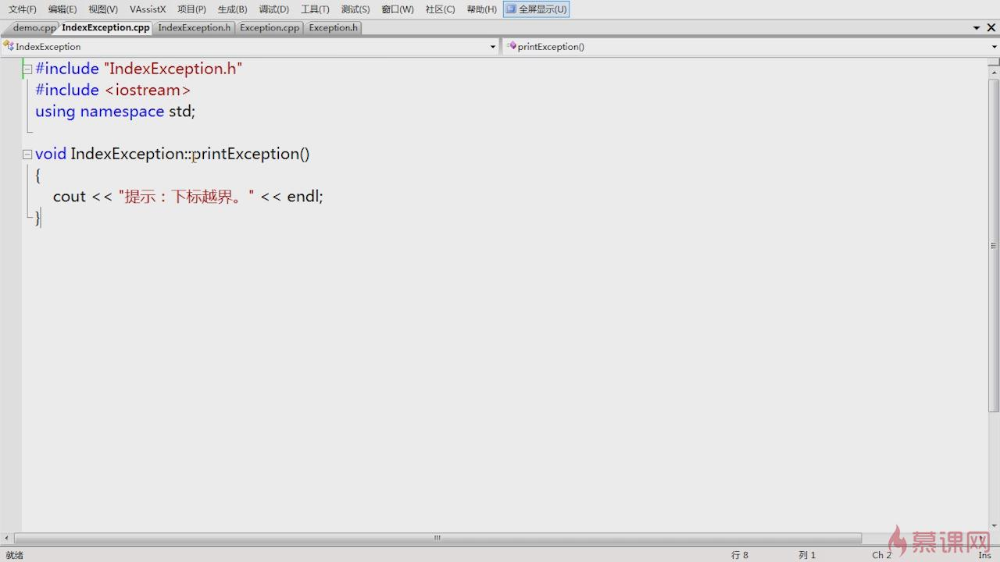 文件(F) 编辑(E) 视图(V) VAssistX 项目(P) 生成(B) 调试(D) 工具(T) 测试(S) 窗口(W) 社区(C) 帮助(H) 全屏显示(U)
demo.cpp IndexException.cpp IndexException.h Exception.cpp Exception.h
IndexException printException()
#include "IndexException.h"
#include <iostream>
using namespace std;
void IndexException::printException()
{
cout << "提示：下标越界。" << endl;
}
慕课网
就绪 行 8 列 1 Ch 2 Ins